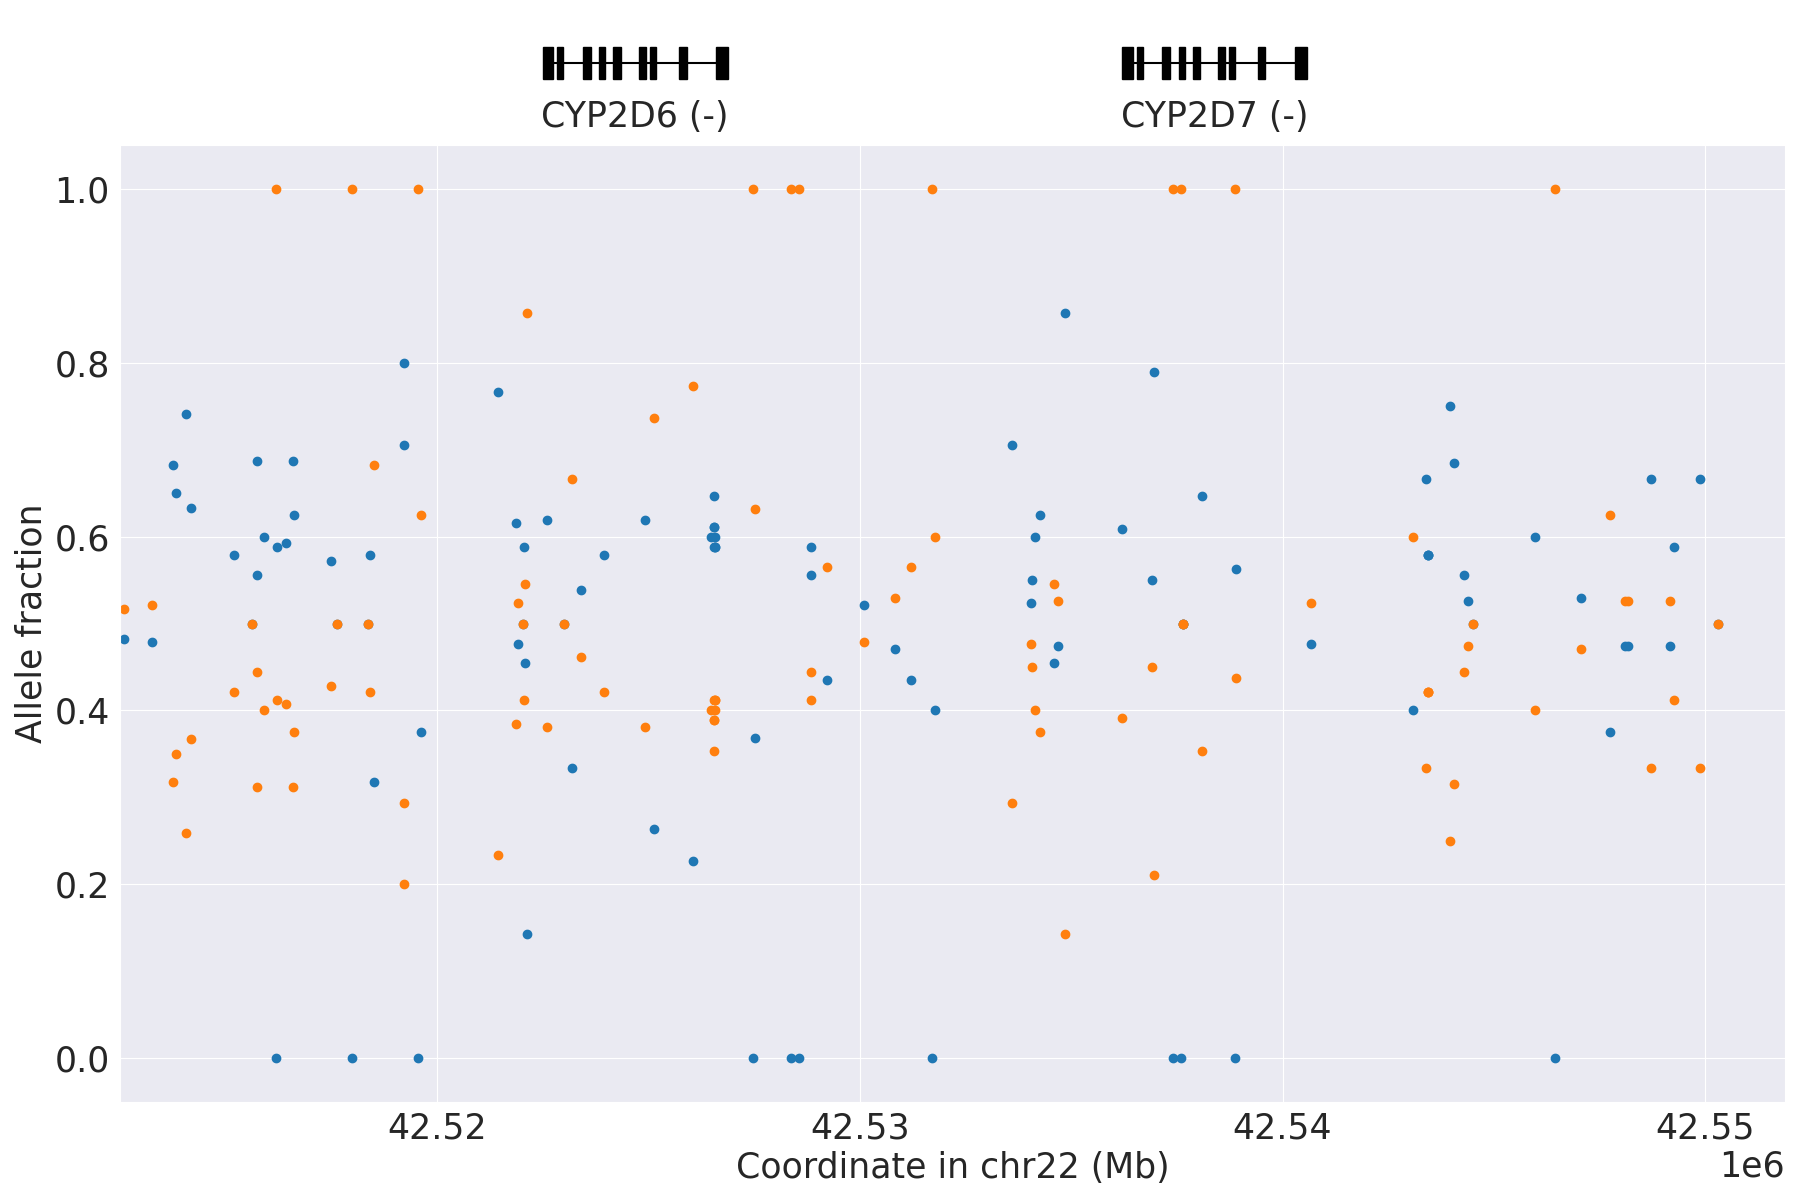 CYP2D6 (-) CYP2D7 (-)
1.0
0.8
0.6
0.4
0.2
0.0
Allele fraction
42.52 42.53 42.54 42.55
Coordinate in chr22 (Mb)
1e6